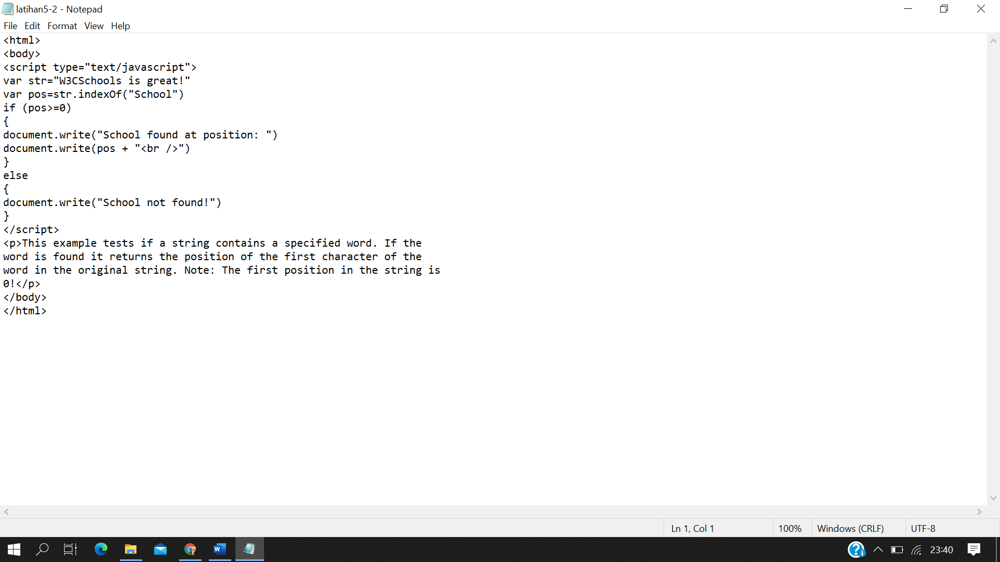 latihan5-2 - Notepad
File Edit Format View Help
<html>
<body>
<script type="text/javascript">
var str="W3CSchools is great!"
var pos=str.indexOf("School")
if (pos>=0)
{
document.write("School found at position: ")
document.write(pos + "<br />")
}
else
{
document.write("School not found!")
}
</script>
<p>This example tests if a string contains a specified word. If the
word is found it returns the position of the first character of the
word in the original string. Note: The first position in the string is
0!</p>
</body>
</html>
Ln 1, Col 1 100% Windows (CRLF) UTF-8
23:40